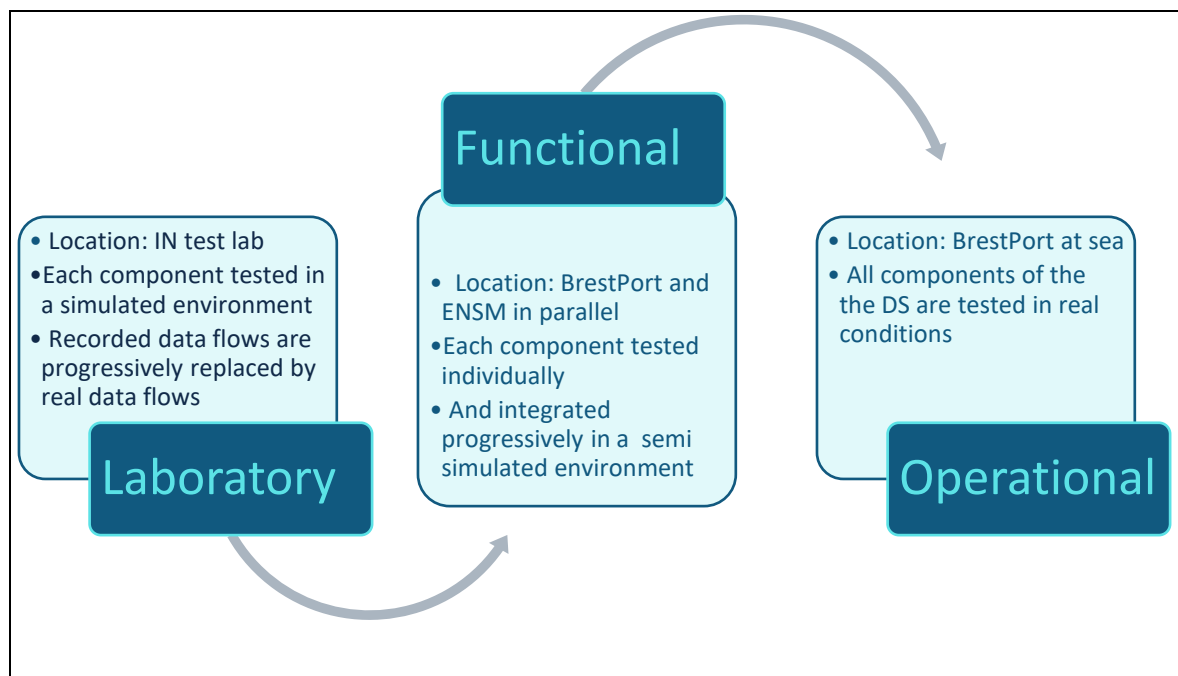 • Location: IN test lab
•Each component tested in
a simulated environment
• Recorded data flows are
progressively replaced by
real data flows
Laboratory
Functional
• Location: BrestPort and
ENSM in parallel
•Each component tested
individually
• And integrated
progressively in a semi
simulated environment
• Location: BrestPort at sea
• All components of the
the DS are tested in real
conditions
Operational